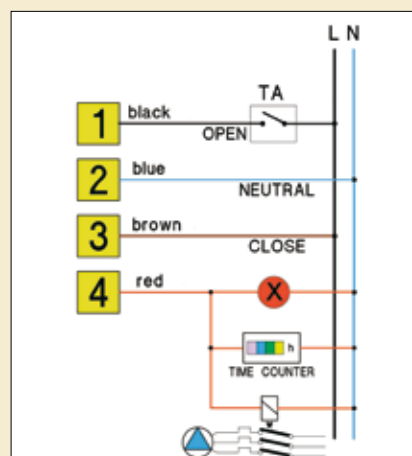 L N
TA
1 black
OPEN
2 blue
NEUTRAL
3 brown
CLOSE
4 red
X
h
TIME COUNTER